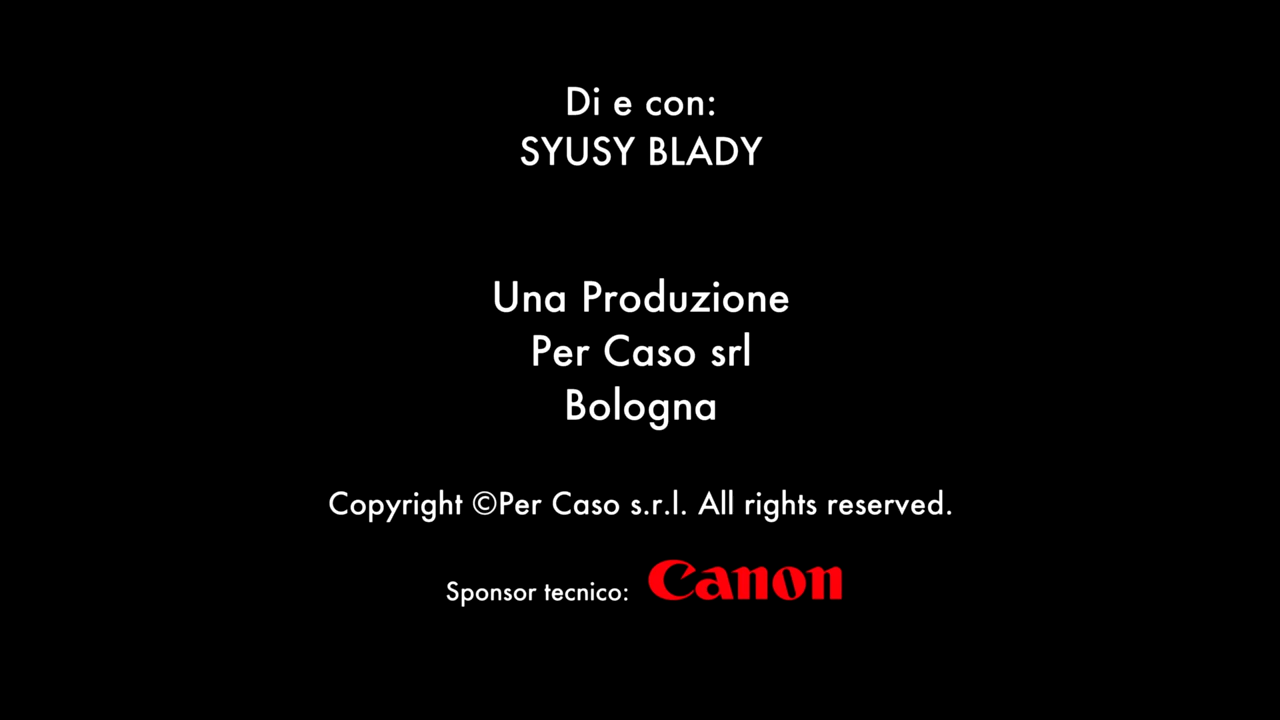 Di e con:
SYUSY BLADY
Una Produzione
Per Caso srl
Bologna
Copyright ©Per Caso s.r.l. All rights reserved.
Sponsor tecnico: Canon